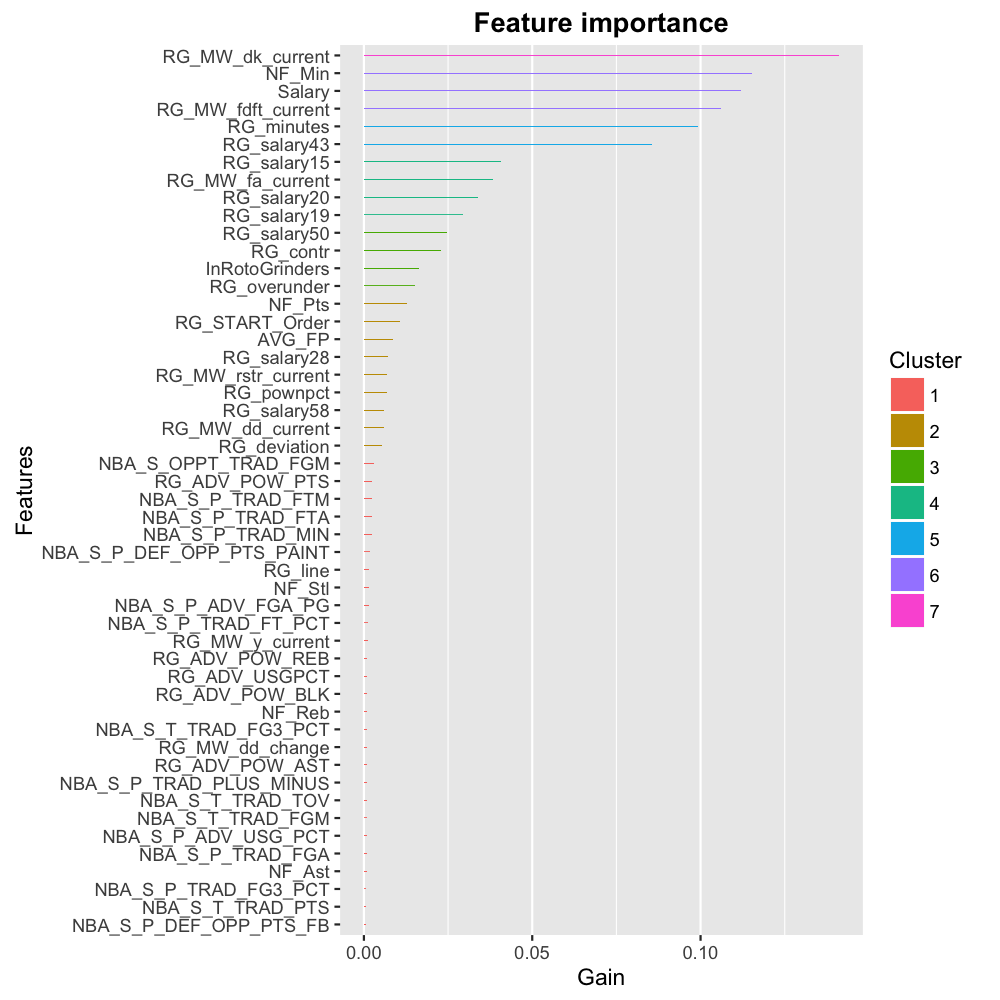 Feature importance
RG_MW_dk_current
NF_Min
Salary
RG_MW_fdft_current
RG_minutes
RG_salary43
RG_salary15
RG_MW_fa_current
RG_salary20
RG_salary19
RG_salary50
RG_contr
InRotoGrinders
RG_overunder
NF_Pts
RG_START_Order
AVG_FP
RG_salary28
RG_MW_rstr_current
RG_pownpct
RG_salary58
RG_MW_dd_current
RG_deviation
NBA_S_OPPT_TRAD_FGM
RG_ADV_POW_PTS
NBA_S_P_TRAD_FTM
NBA_S_P_TRAD_FTA
NBA_S_P_TRAD_MIN
NBA_S_P_DEF_OPP_PTS_PAINT
RG_line
NF_Stl
NBA_S_P_ADV_FGA_PG
NBA_S_P_TRAD_FT_PCT
RG_MW_y_current
RG_ADV_POW_REB
RG_ADV_USGPCT
RG_ADV_POW_BLK
NF_Reb
NBA_S_T_TRAD_FG3_PCT
RG_MW_dd_change
RG_ADV_POW_AST
NBA_S_P_TRAD_PLUS_MINUS
NBA_S_T_TRAD_TOV
NBA_S_T_TRAD_FGM
NBA_S_P_ADV_USG_PCT
NBA_S_P_TRAD_FGA
NF_Ast
NBA_S_P_TRAD_FG3_PCT
NBA_S_T_TRAD_PTS
NBA_S_P_DEF_OPP_PTS_FB
Features
0.00 0.05 0.10
Gain
Cluster
1
2
3
4
5
6
7